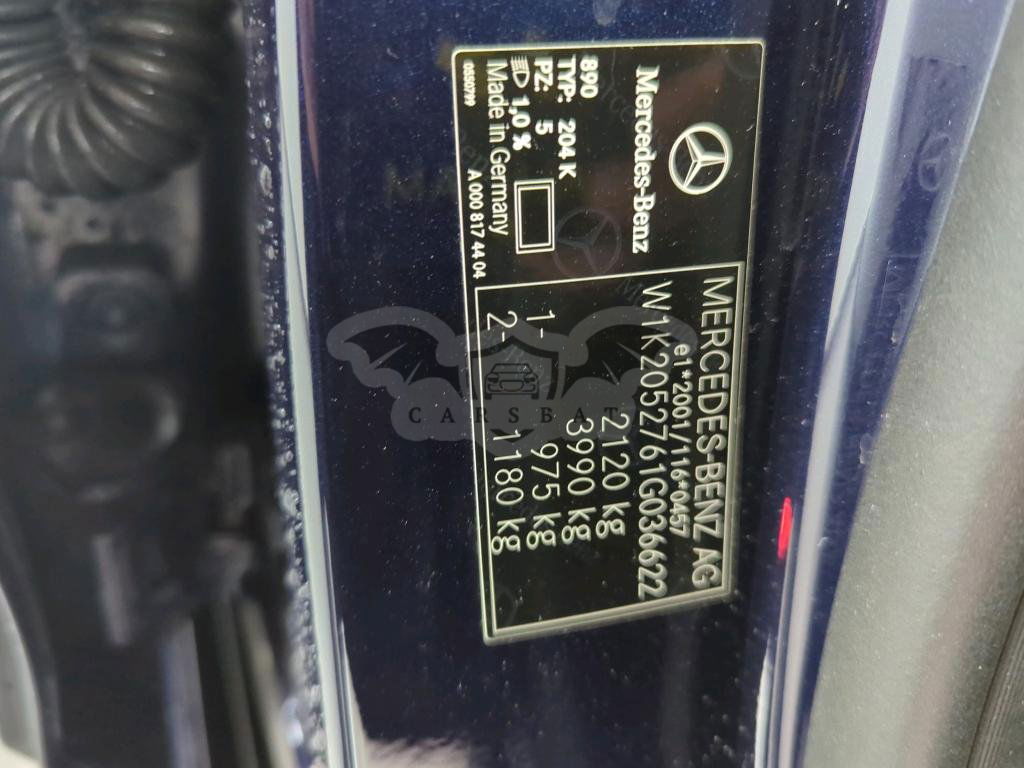 MERCEDES-BENZ AG
e1*2001/116*0457
W1K2052761G036622
2120 kg
3990 kg
1- 975 kg
2- 1180 kg
Mercedes-Benz
890
TYP: 204 K
PZ: 5
1,0 %
Made in Germany
A 000 817 44 04
CARSBAT